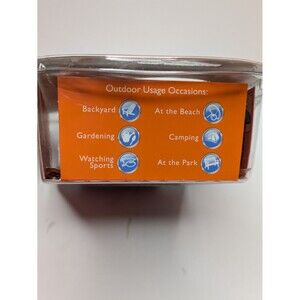 Outdoor Usage Occasions:
Backyard
At the Beach
Gardening
Camping
Watching
Sports
At the Park